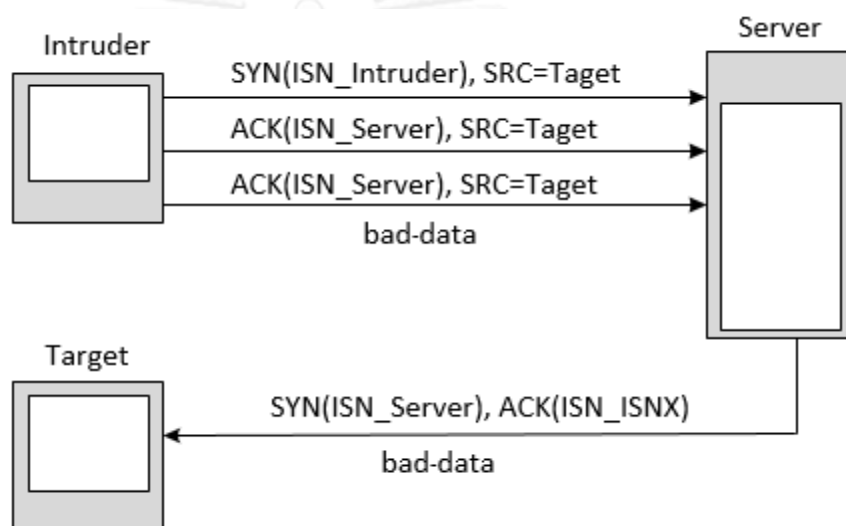 Intruder
Server
SYN(ISN_Intruder), SRC=Taget
ACK(ISN_Server), SRC=Taget
ACK(ISN_Server), SRC=Taget
bad-data
Target
SYN(ISN_Server), ACK(ISN_ISNX)
bad-data